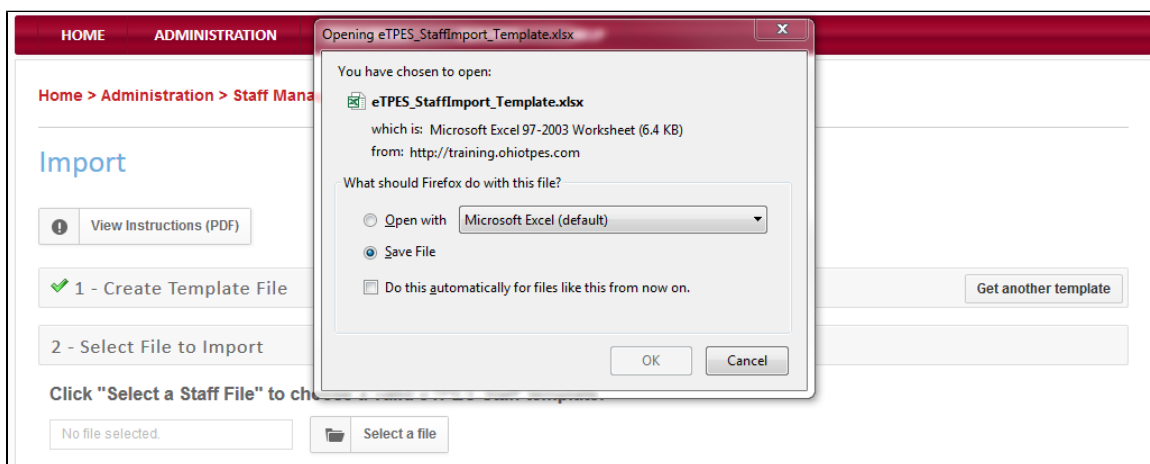 HOME ADMINISTRATION
Opening eTPES_StaffImport_Template.xlsx
x
You have chosen to open:
eTPES_StaffImport_Template.xlsx
which is: Microsoft Excel 97-2003 Worksheet (6.4 KB)
from: http://training.ohiotpes.com
What should Firefox do with this file?
Open with Microsoft Excel (default)
Save File
Do this automatically for files like this from now on.
OK Cancel
Home > Administration > Staff Mana
Import
View Instructions (PDF)
1 - Create Template File
Get another template
2 - Select File to Import
Click "Select a Staff File" to
No file selected. Select a file